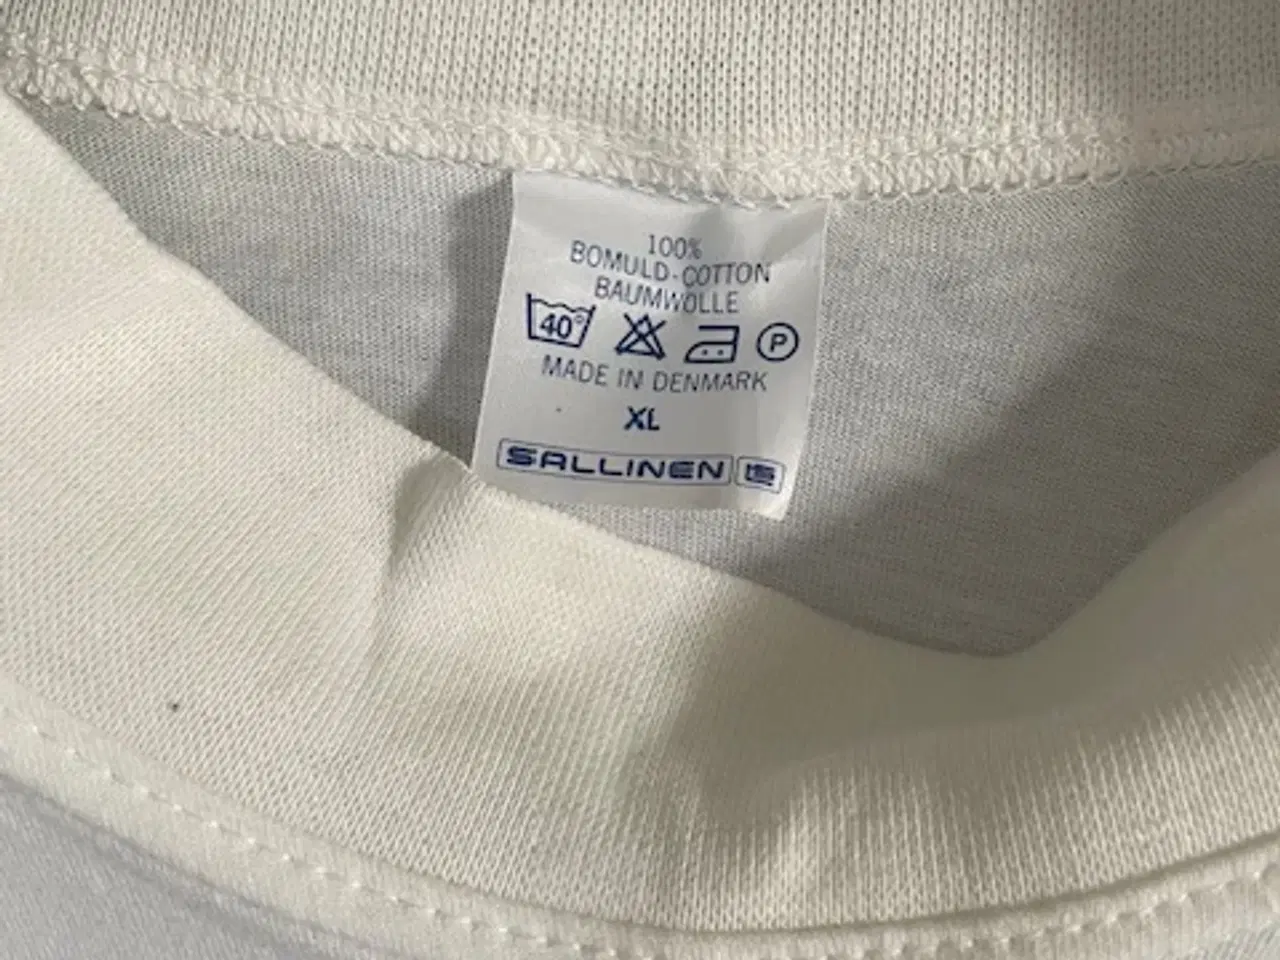 100%
BOMULD-COTTON
BAUMWOLLE
40° P
MADE IN DENMARK
XL
SALLINEN